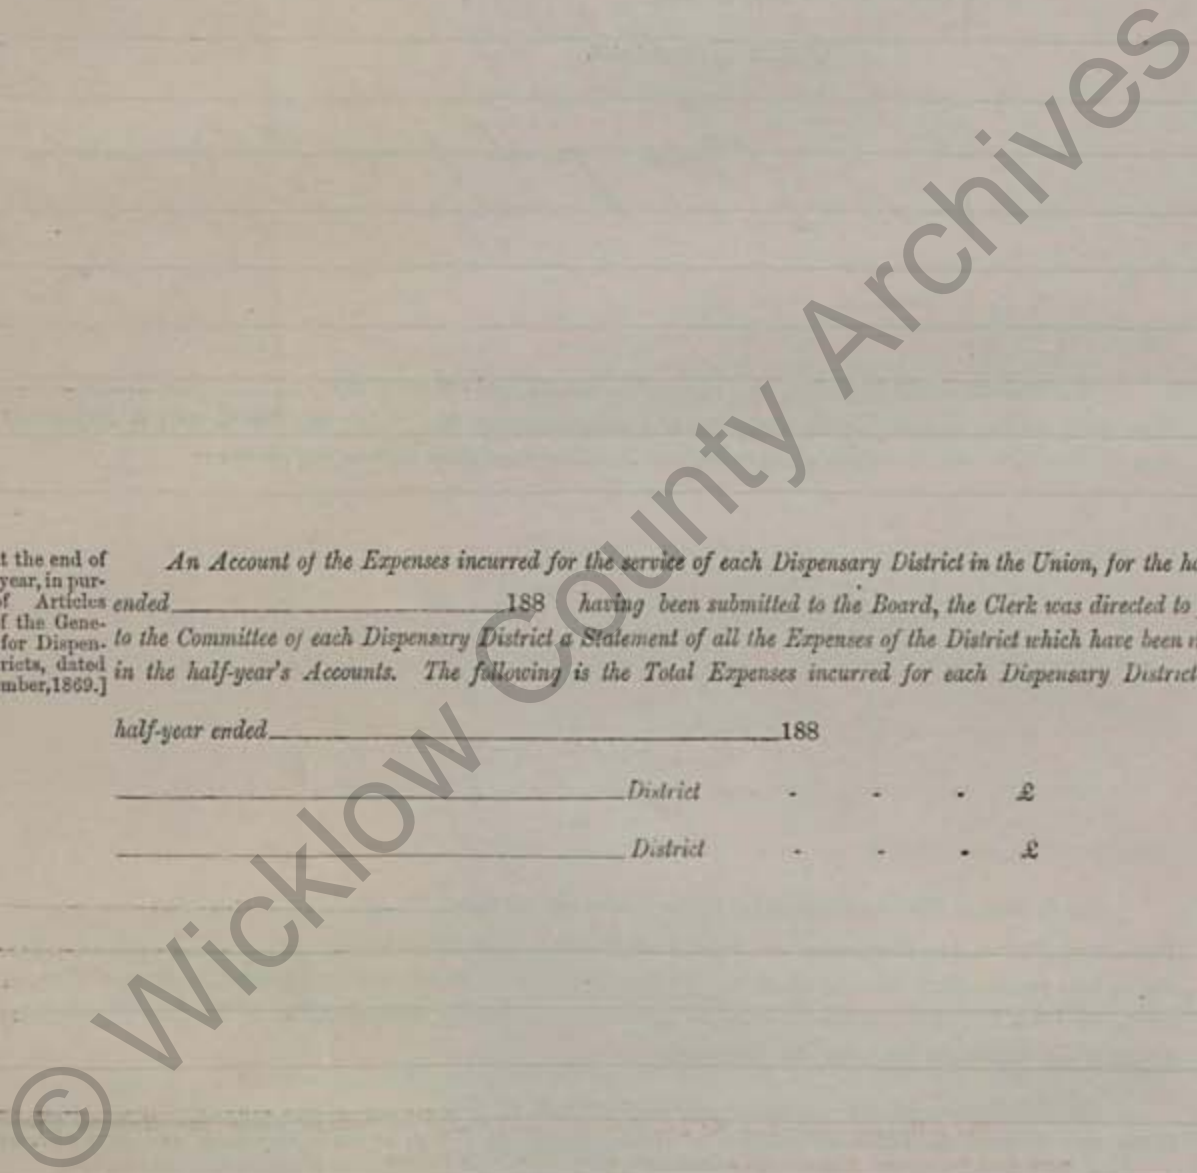 t the end of
year, in pur-
f Articles
f the Gene-
for Dispen-
ricts, dated
mber, 1869.]
An Account of the Expenses incurred for the service of each Dispensary District in the Union, for the ha
ended 188 having been submitted to the Board, the Clerk was directed to
to the Committee of each Dispensary District a Statement of all the Expenses of the District which have been
in the half-year's Accounts. The following is the Total Expenses incurred for each Dispensary District
half-year ended 188
District - - - £
District - - - £
© Wicklow County Archives